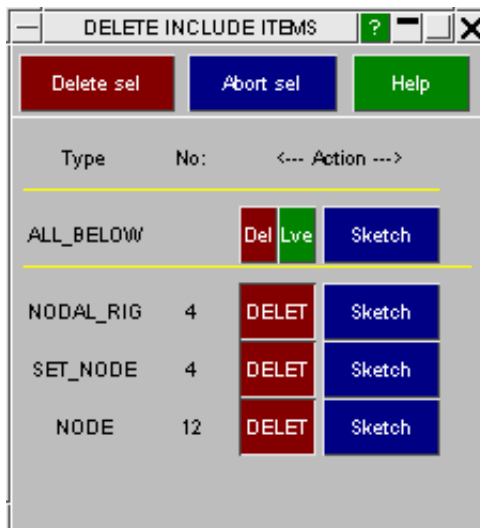 DELETE INCLUDE ITEMS ?
Delete sel Abort sel Help
Type No: <--- Action --->
ALL_BELOW Del Lve Sketch
NODAL_RIG 4 DELET Sketch
SET_NODE 4 DELET Sketch
NODE 12 DELET Sketch